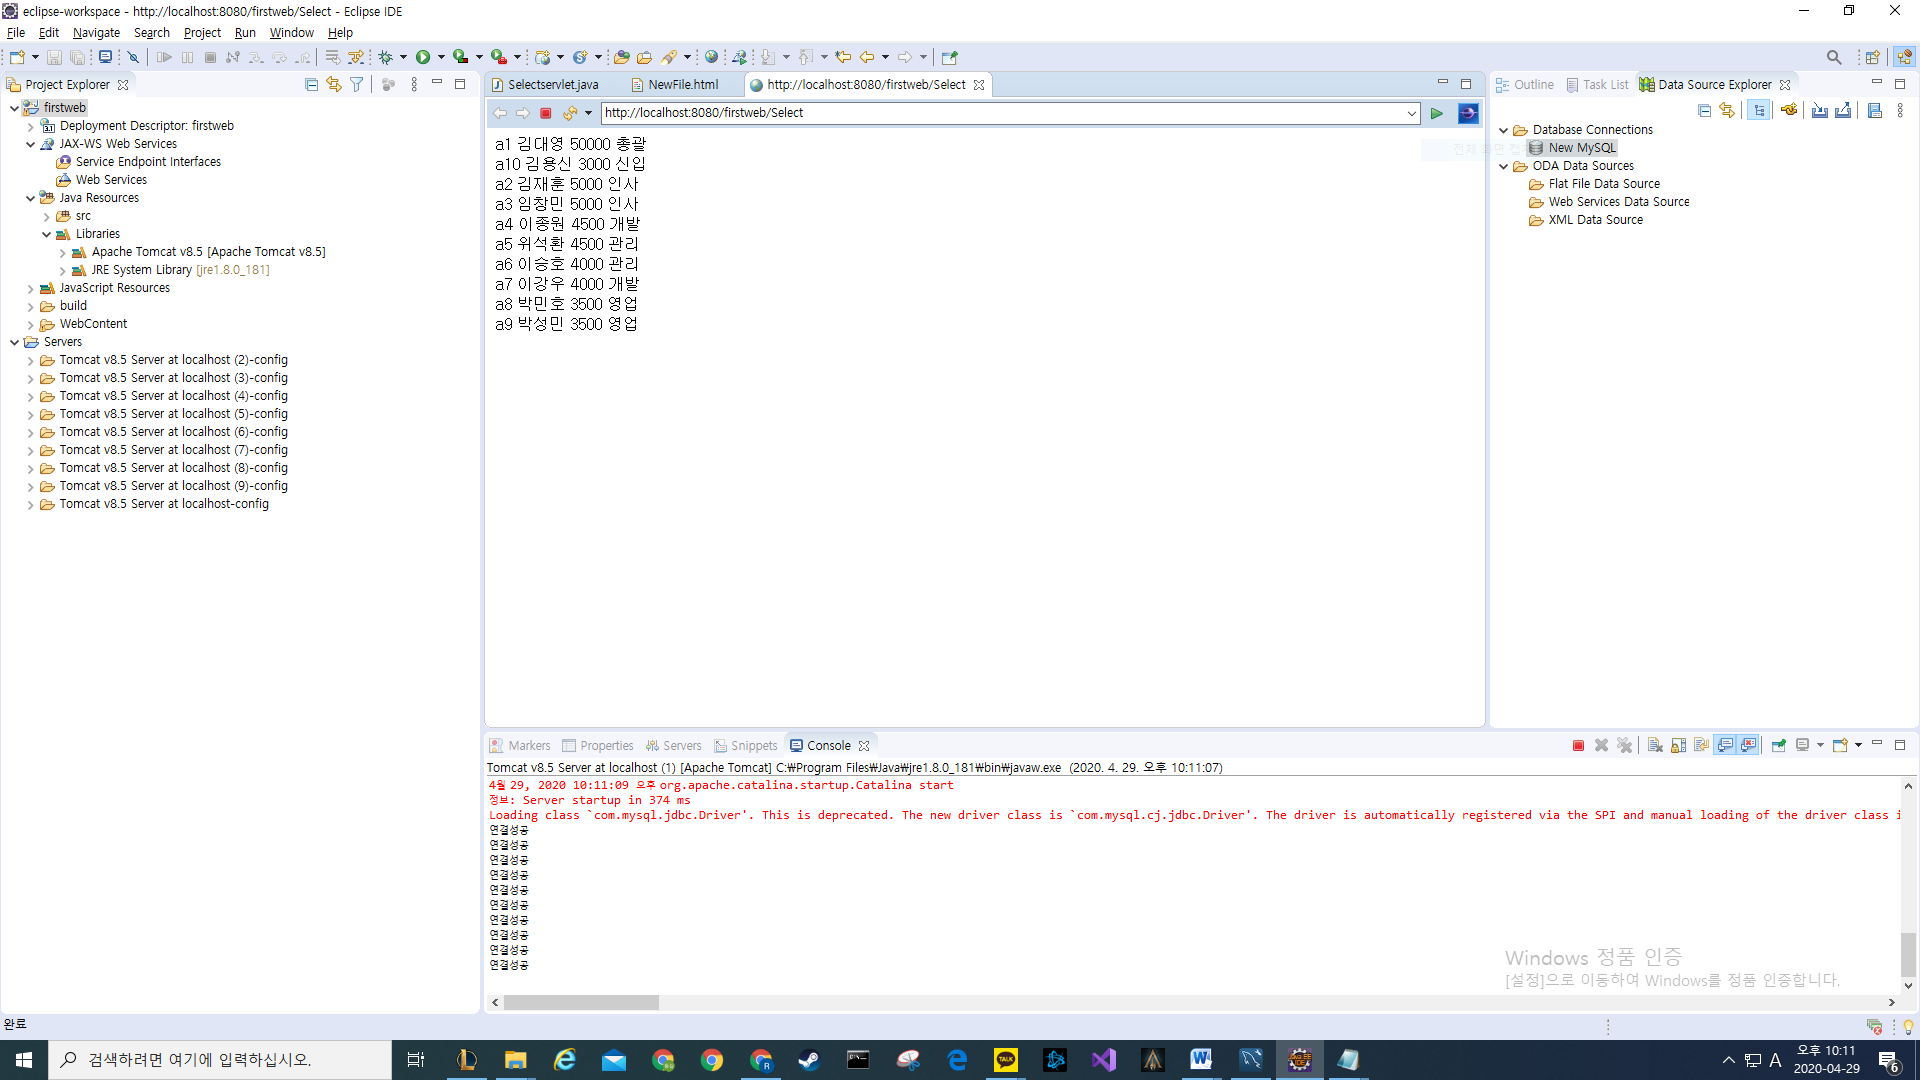 eclipse-workspace - http://localhost:8080/firstweb/Select - Eclipse IDE
File Edit Navigate Search Project Run Window Help
Project Explorer
firstweb
Deployment Descriptor: firstweb
JAX-WS Web Services
Service Endpoint Interfaces
Web Services
Java Resources
src
Libraries
Apache Tomcat v8.5 [Apache Tomcat v8.5]
JRE System Library [jre1.8.0_181]
JavaScript Resources
build
WebContent
Servers
Tomcat v8.5 Server at localhost (2)-config
Tomcat v8.5 Server at localhost (3)-config
Tomcat v8.5 Server at localhost (4)-config
Tomcat v8.5 Server at localhost (5)-config
Tomcat v8.5 Server at localhost (6)-config
Tomcat v8.5 Server at localhost (7)-config
Tomcat v8.5 Server at localhost (8)-config
Tomcat v8.5 Server at localhost (9)-config
Tomcat v8.5 Server at localhost-config
Selectservlet.java NewFile.html http://localhost:8080/firstweb/Select
http://localhost:8080/firstweb/Select
a1 김대영 50000 총괄
a10 김용신 3000 신입
a2 김재훈 5000 인사
a3 임창민 5000 인사
a4 이종원 4500 개발
a5 위석환 4500 관리
a6 이승호 4000 관리
a7 이강우 4000 개발
a8 박민호 3500 영업
a9 박성민 3500 영업
Outline Task List Data Source Explorer
Database Connections
전체 화면
New MySQL
ODA Data Sources
Flat File Data Source
Web Services Data Source
XML Data Source
Markers Properties Servers Snippets Console
Tomcat v8.5 Server at localhost (1) [Apache Tomcat] C:₩Program Files₩Java₩jre1.8.0_181₩bin₩javaw.exe (2020. 4. 29. 오후 10:11:07)
4월 29, 2020 10:11:09 오후 org.apache.catalina.startup.Catalina start
정보: Server startup in 374 ms
Loading class `com.mysql.jdbc.Driver'. This is deprecated. The new driver class is `com.mysql.cj.jdbc.Driver'. The driver is automatically registered via the SPI and manual loading of the driver class i
연결성공
연결성공
연결성공
연결성공
연결성공
연결성공
연결성공
연결성공
연결성공
연결성공
Windows 정품 인증
[설정]으로 이동하여 Windows를 정품 인증합니다.
완료
검색하려면 여기에 입력하십시오.
TALK
A
오후 10:11
2020-04-29
6